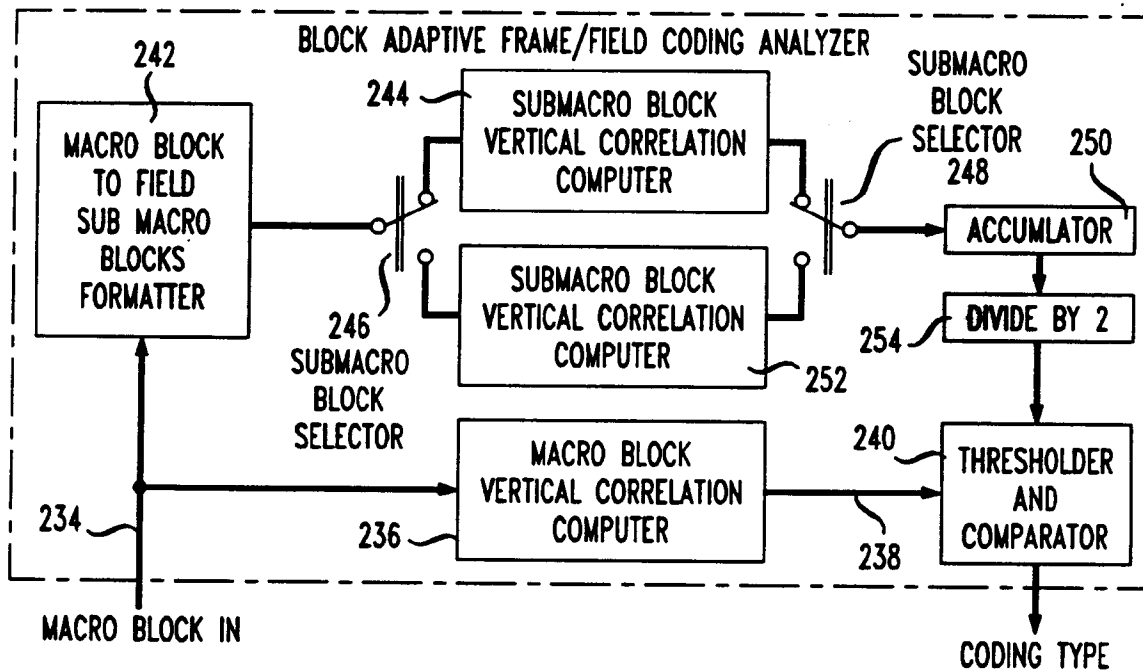 BLOCK ADAPTIVE FRAME/FIELD CODING ANALYZER
242
MACRO BLOCK
TO FIELD
SUB MACRO
BLOCKS
FORMATTER
244
SUBMACRO BLOCK
VERTICAL CORRELATION
COMPUTER
SUBMACRO
BLOCK
SELECTOR
248
250
ACCUMLATOR
246
SUBMACRO
BLOCK
SELECTOR
SUBMACRO BLOCK
VERTICAL CORRELATION
COMPUTER
252
254
DIVIDE BY 2
234
236
MACRO BLOCK
VERTICAL CORRELATION
COMPUTER
238
240
THRESHOLDER
AND
COMPARATOR
MACRO BLOCK IN
CODING TYPE